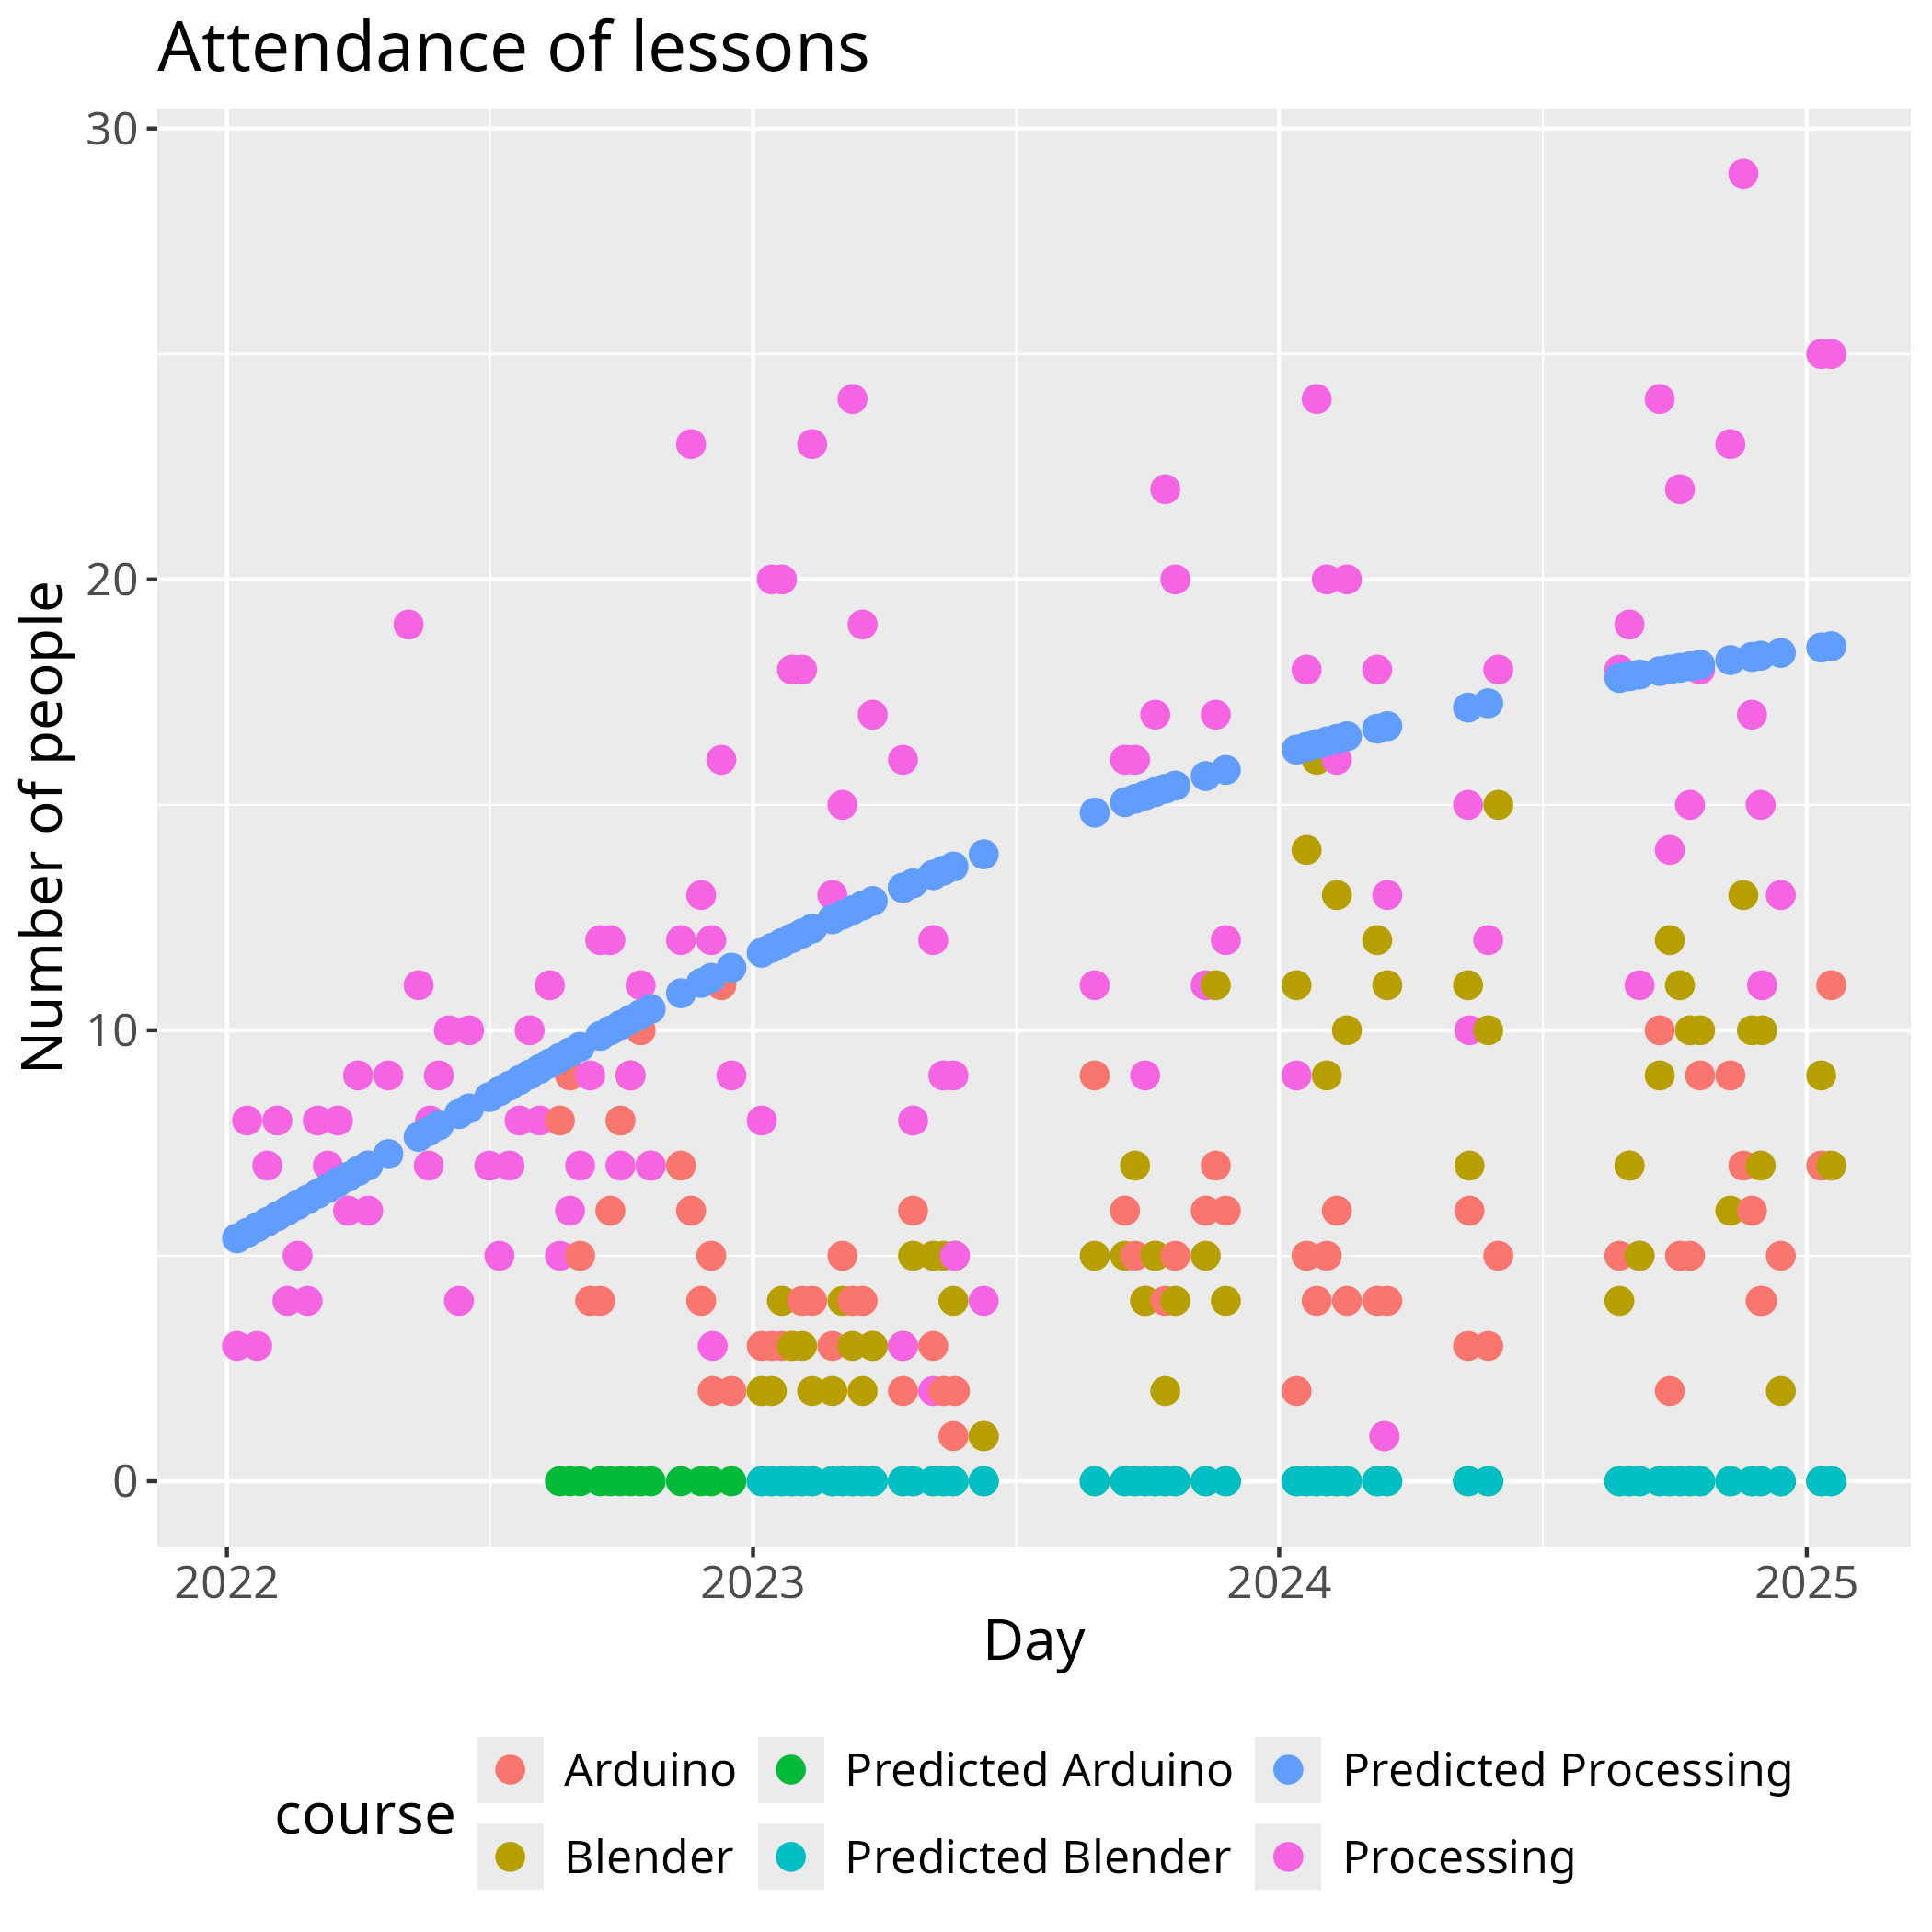 Attendance of lessons
30
20
10
0
Number of people
2022 2023 2024 2025
Day
course
Arduino Predicted Arduino Predicted Processing
Blender Predicted Blender Processing